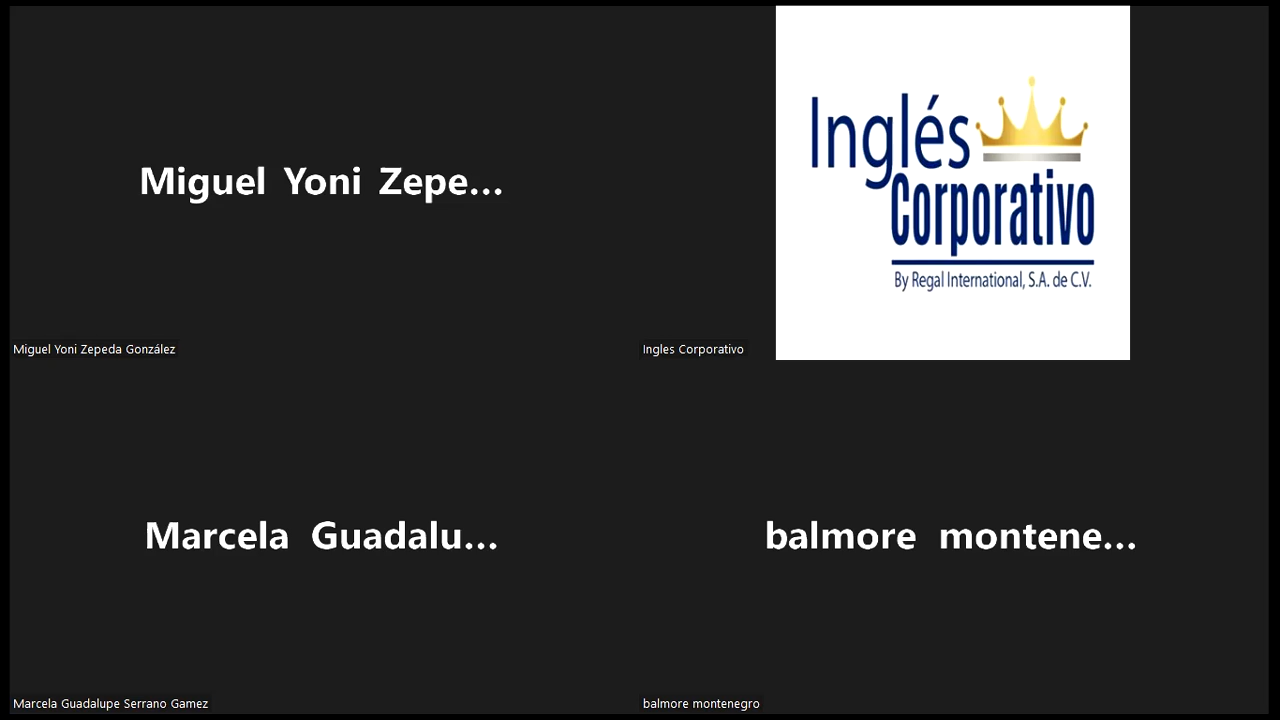 Miguel Yoni Zepe...
Inglés
Corporativo
By Regal International, S.A. de C.V.
Miguel Yoni Zepeda González
Ingles Corporativo
Marcela Guadalu...
balmore montene...
Marcela Guadalupe Serrano Gamez
balmore montenegro